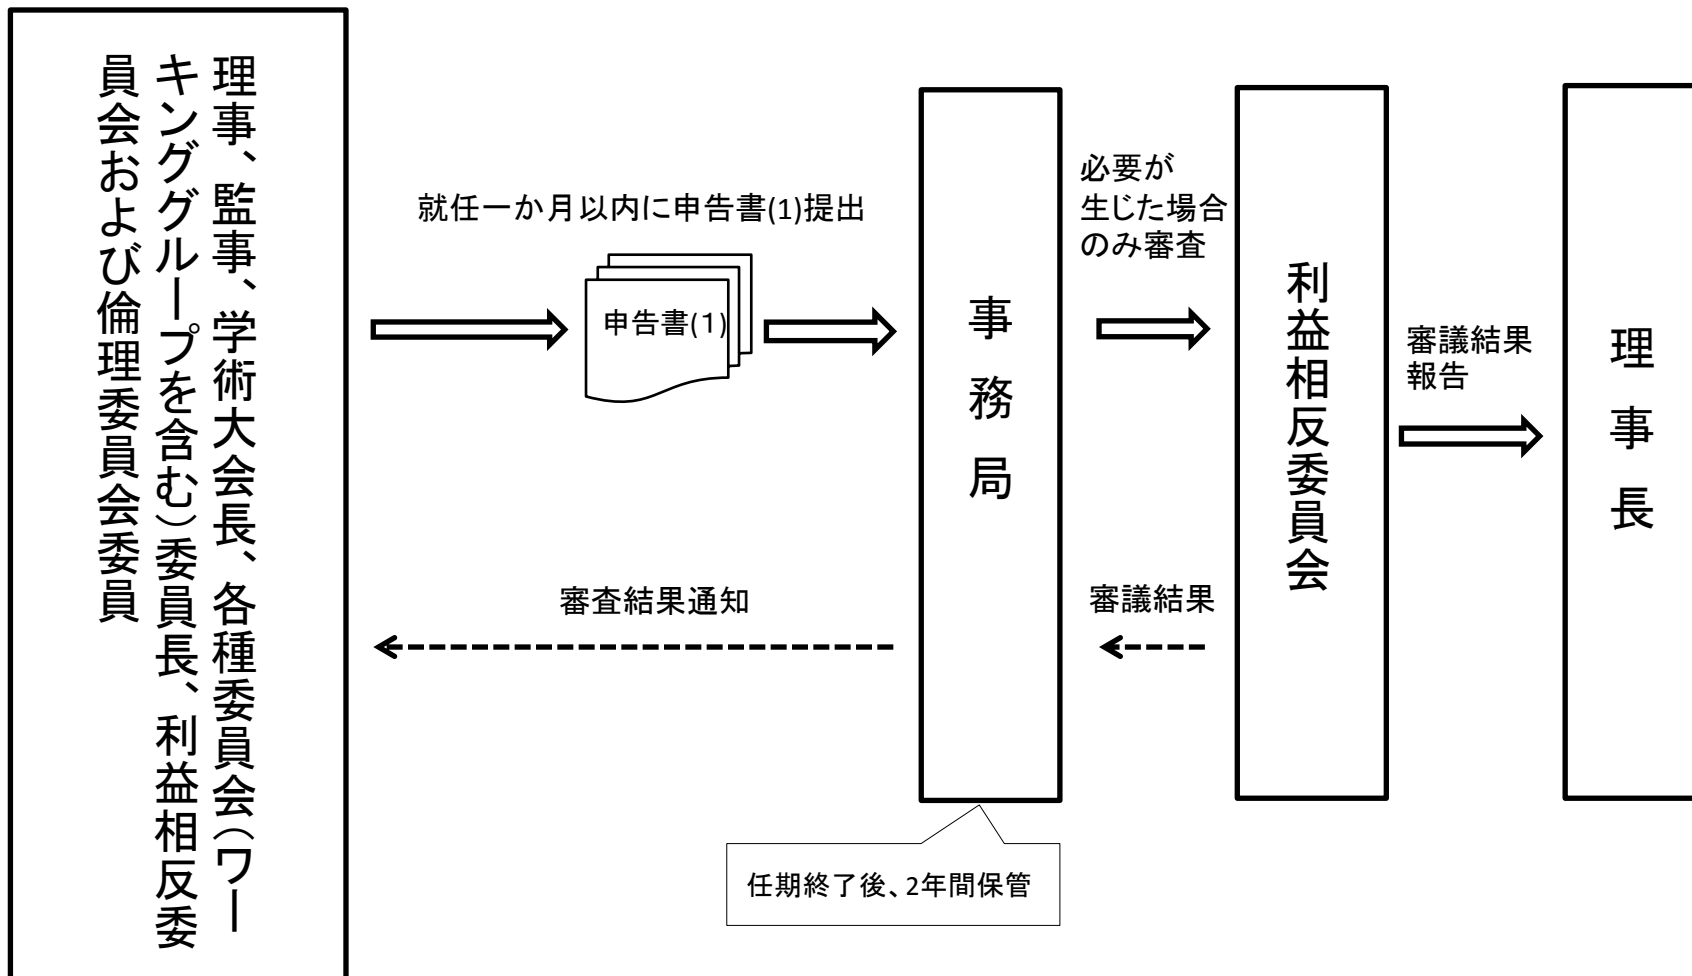 理事、監事、学術大会長、各種委員会（ワー
キンググループを含む）委員長、利益相反委
員会および倫理委員会委員
就任一か月以内に申告書(1)提出
申告書(１)
事務局
必要が
生じた場合
のみ審査
利益相反委員会
審議結果
報告
理事長
審査結果通知
審議結果
任期終了後、2年間保管